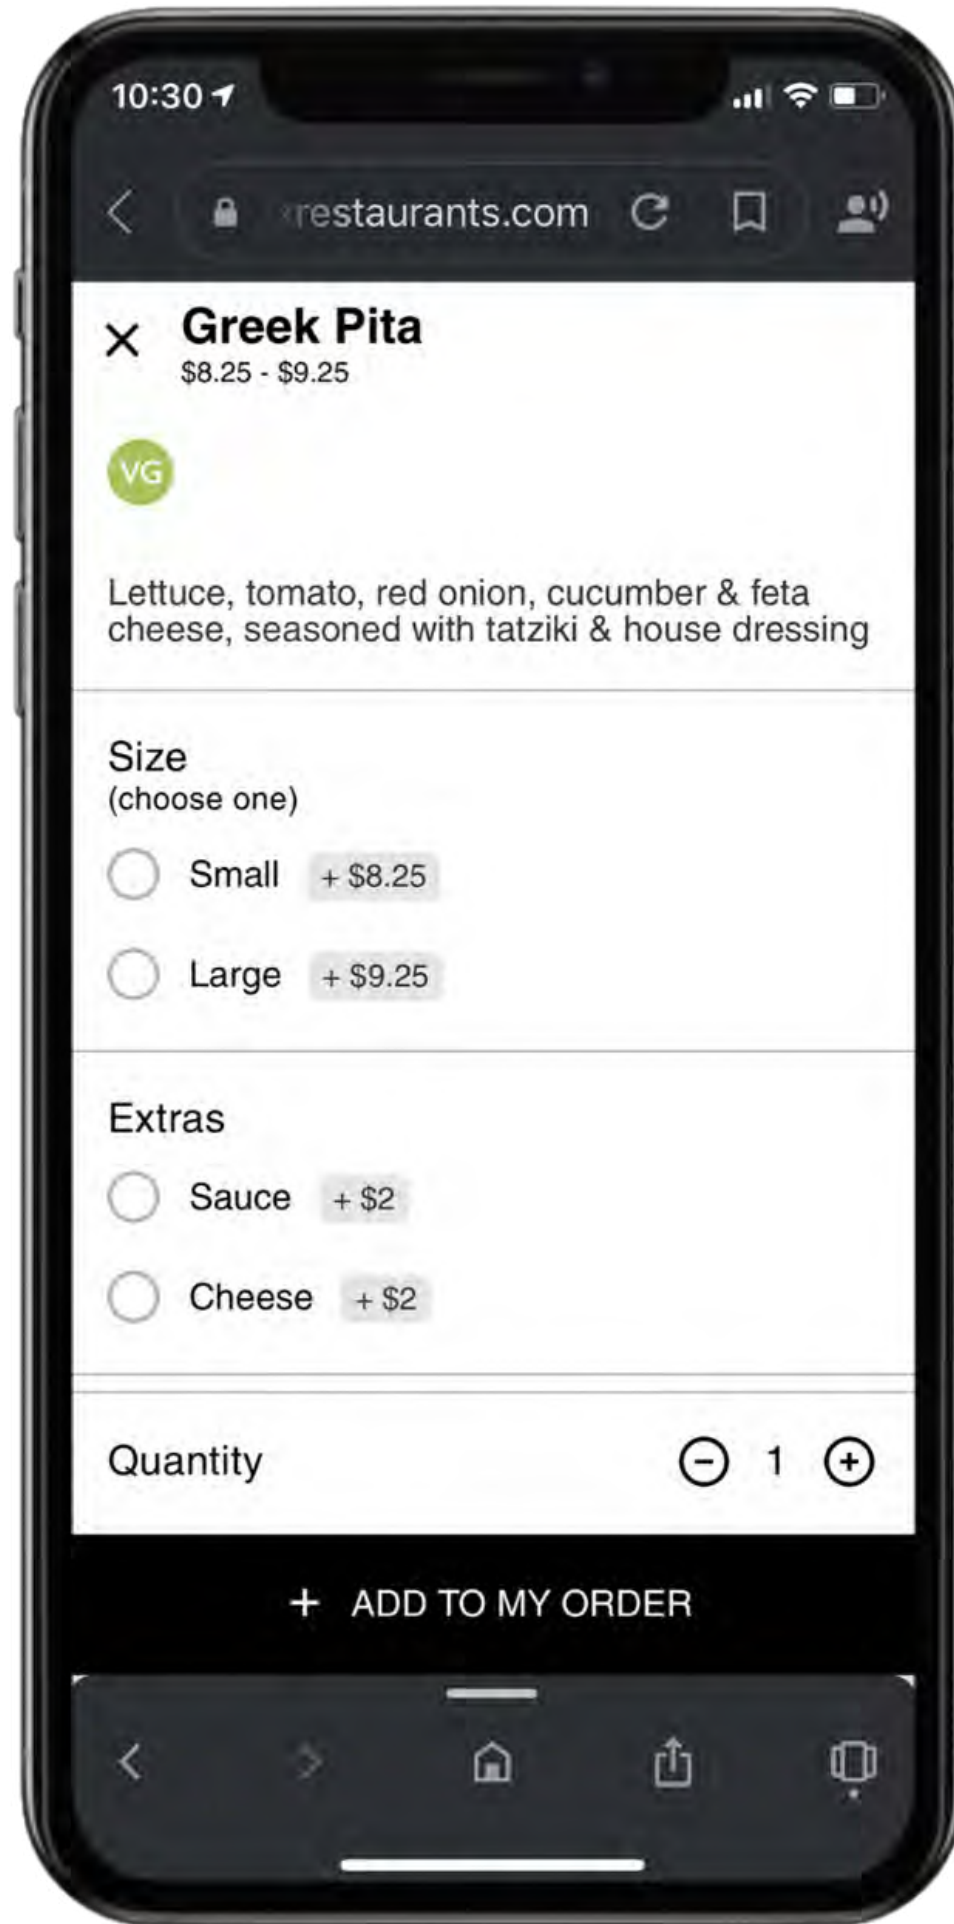 10:30
restaurants.com
Greek Pita
$8.25 - $9.25
VG
Lettuce, tomato, red onion, cucumber & feta
cheese, seasoned with tatziki & house dressing
Size
(choose one)
Small + $8.25
Large + $9.25
Extras
Sauce + $2
Cheese + $2
Quantity 1
+ ADD TO MY ORDER